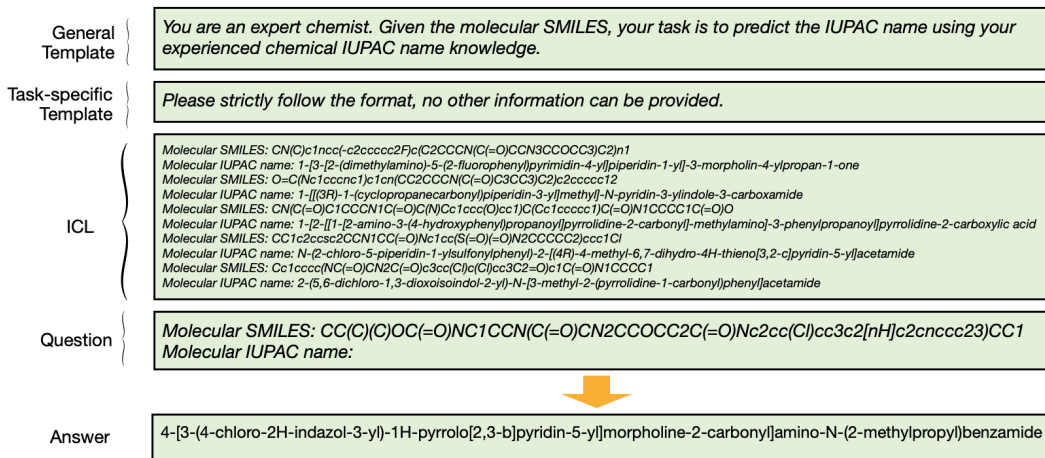 General
Template
You are an expert chemist. Given the molecular SMILES, your task is to predict the IUPAC name using your
experienced chemical IUPAC name knowledge.
Task-specific
Template
Please strictly follow the format, no other information can be provided.
ICL
Molecular SMILES: CN(C)c1ncc(-c2ccccc2F)c(C2CCCN(C(=O)CCN3CCOCC3)C2)n1
Molecular IUPAC name: 1-[3-[2-(dimethylamino)-5-(2-fluorophenyl)pyrimidin-4-yl]piperidin-1-yl]-3-morpholin-4-ylpropan-1-one
Molecular SMILES: O=C(Nc1cccnc1)c1cn(CC2CCCN(C(=O)C3CC3)C2)c2ccccc12
Molecular IUPAC name: 1-[[(3R)-1-(cyclopropanecarbonyl)piperidin-3-yl]methyl]-N-pyridin-3-ylindole-3-carboxamide
Molecular SMILES: CN(C(=O)C1CCCN1C(=O)C(N)Cc1ccc(O)cc1)C(Cc1ccccc1)C(=O)N1CCCC1C(=O)O
Molecular IUPAC name: 1-[2-[[1-[2-amino-3-(4-hydroxyphenyl)propanoyl]pyrrolidine-2-carbonyl]-methylamino]-3-phenylpropanoyl]pyrrolidine-2-carboxylic acid
Molecular SMILES: CC1c2ccsc2CCN1CC(=O)Nc1cc(S(=O)(=O)N2CCCCC2)ccc1Cl
Molecular IUPAC name: N-(2-chloro-5-piperidin-1-ylsulfonylphenyl)-2-[(4R)-4-methyl-6,7-dihydro-4H-thieno[3,2-c]pyridin-5-yl]acetamide
Molecular SMILES: Cc1cccc(NC(=O)CN2C(=O)c3cc(Cl)c(Cl)cc3C2=O)c1C(=O)N1CCCC1
Molecular IUPAC name: 2-(5,6-dichloro-1,3-dioxoisoindol-2-yl)-N-[3-methyl-2-(pyrrolidine-1-carbonyl)phenyl]acetamide
Question
Molecular SMILES: CC(C)(C)OC(=O)NC1CCN(C(=O)CN2CCOCC2C(=O)Nc2cc(Cl)cc3c2[nH]c2cnccc23)CC1
Molecular IUPAC name:
Answer
4-[3-(4-chloro-2H-indazol-3-yl)-1H-pyrrolo[2,3-b]pyridin-5-yl]morpholine-2-carbonyl]amino-N-(2-methylpropyl)benzamide